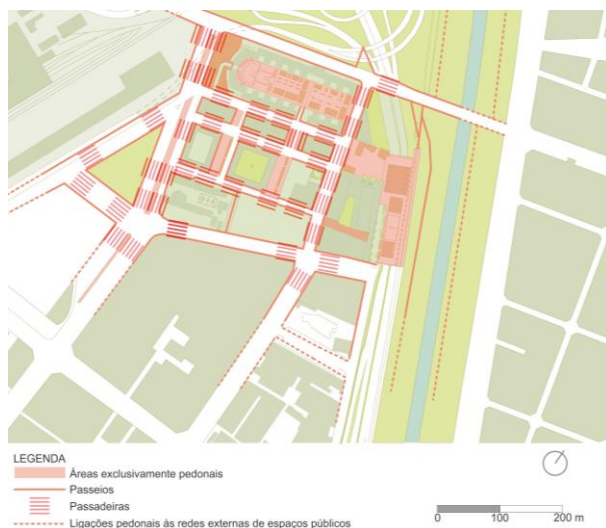 LEGENDA
Áreas exclusivamente pedonais
Passeios
Passadeiras
Ligações pedonais às redes externas de espaços públicos
0 100 200 m